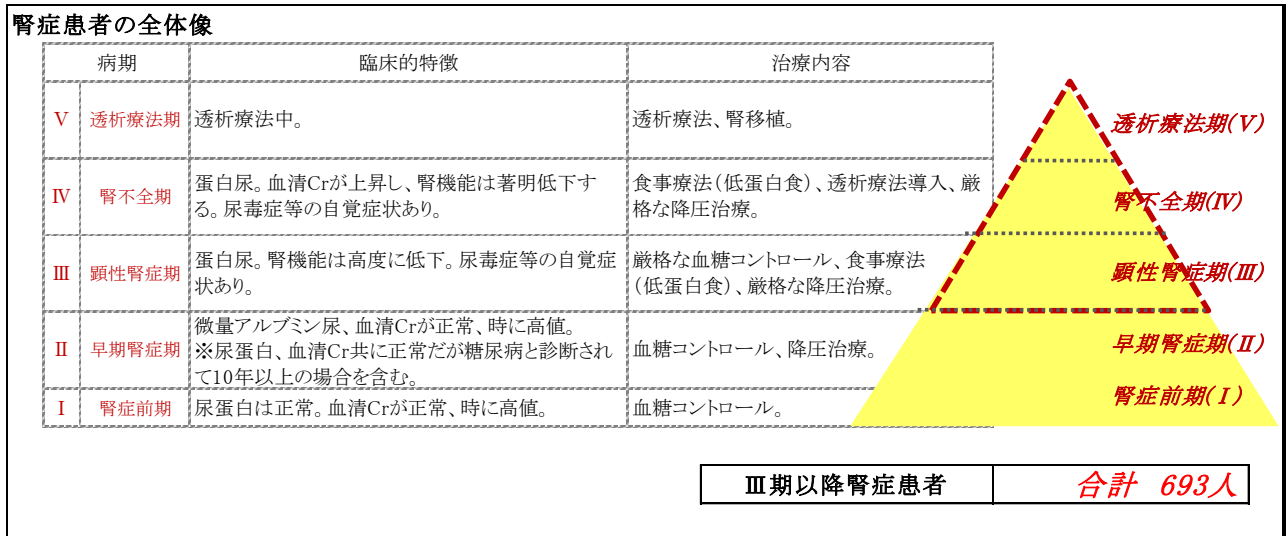 腎症患者の全体像
病期 臨床的特徴 治療内容
Ⅴ 透析療法期 透析療法中。 透析療法、腎移植。
Ⅳ 腎不全期 蛋白尿。血清Crが上昇し、腎機能は著明低下す
る。尿毒症等の自覚症状あり。
食事療法(低蛋白食)、透析療法導入、厳
格な降圧治療。
Ⅲ 顕性腎症期 蛋白尿。腎機能は高度に低下。尿毒症等の自覚症
状あり。
厳格な血糖コントロール、食事療法
(低蛋白食)、厳格な降圧治療。
Ⅱ 早期腎症期 微量アルブミン尿、血清Crが正常、時に高値。
※尿蛋白、血清Cr共に正常だが糖尿病と診断され
て10年以上の場合を含む。
血糖コントロール、降圧治療。
Ⅰ 腎症前期 尿蛋白は正常。血清Crが正常、時に高値。 血糖コントロール。
透析療法期(Ⅴ)
腎不全期(Ⅳ)
顕性腎症期(Ⅲ)
早期腎症期(Ⅱ)
腎症前期(Ⅰ)
Ⅲ期以降腎症患者 合計 693人